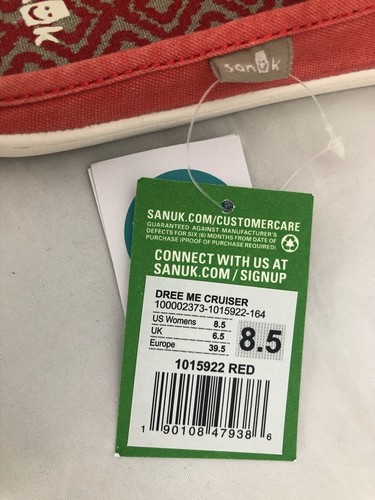 sanuk
sanuk
SANUK.COM/CUSTOMERCARE
GUARANTEED AGAINST MANUFACTURER'S
DEFECTS FOR SIX (6) MONTHS FROM DATE OF
PURCHASE (PROOF OF PURCHASE REQUIRED).
CONNECT WITH US AT
SANUK.COM/SIGNUP
DREE ME CRUISER
100002373-1015922-164
US Womens 8.5
UK 6.5
Europe 39.5
8.5
1015922 RED
1 90108 47938 6